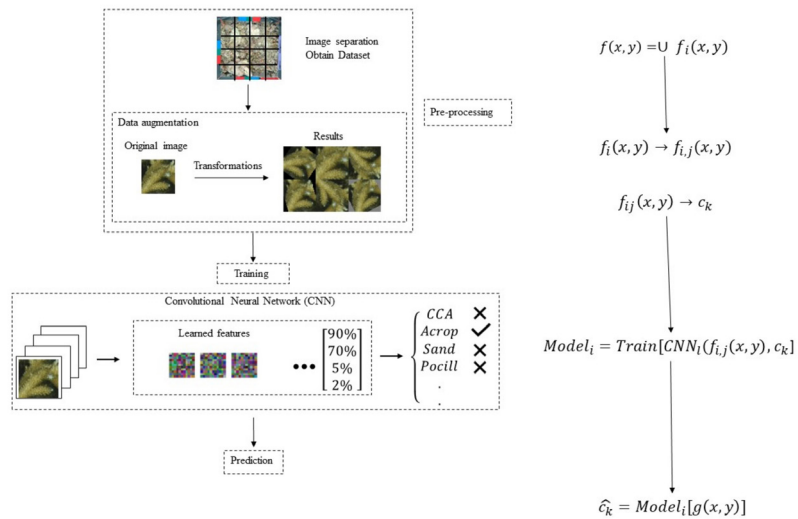 Image separation
Obtain Dataset
Data augmentation
Original image
Transformations
Results
Pre-processing
Training
Convolutional Neural Network (CNN)
Learned features
•••
90%
70%
5%
2%
CCA ✕
Acrop ✓
Sand ✕
Pocill ✕
.
.
Prediction
f(x, y) =∪ f_i(x, y)
f_i(x, y) → f_{i,j}(x, y)
f_{ij}(x, y) → c_k
Model_i = Train[CNN_l(f_{i,j}(x, y), c_k]
ĉ_k = Model_i[g(x, y)]